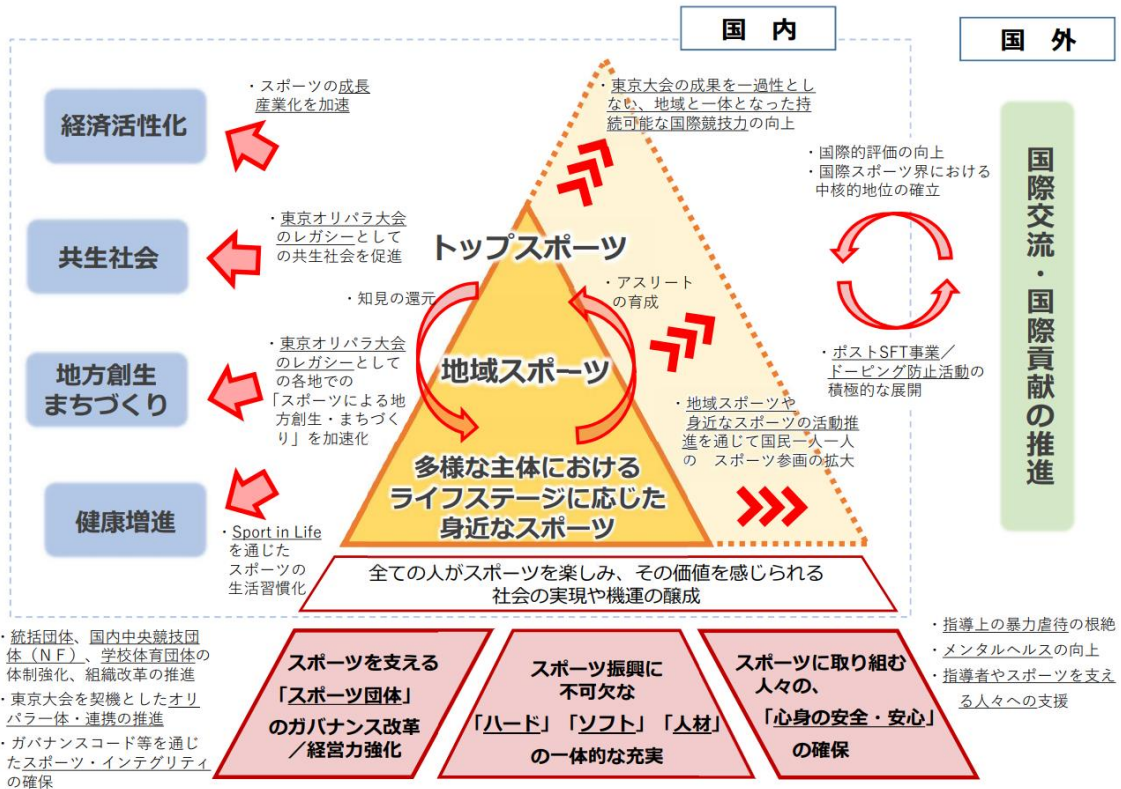 国　内
国　外
経済活性化
・スポーツの成長
産業化を加速
共生社会
・東京オリパラ大会
のレガシーとして
の共生社会を促進
地方創生
まちづくり
・東京オリパラ大会
のレガシーとして
の各地での
「スポーツによる地
方創生・まちづく
り」を加速化
健康増進
・Sport in Life
を通じた
スポーツの
生活習慣化
・東京大会の成果を一過性とし
ない、地域と一体となった持
続可能な国際競技力の向上
トップスポーツ
・知見の還元
・アスリート
の育成
地域スポーツ
・地域スポーツや
身近なスポーツの活動推
進を通じて国民一人一人
の　スポーツ参画の拡大
多様な主体における
ライフステージに応じた
身近なスポーツ
・国際的評価の向上
・国際スポーツ界における
中核的地位の確立
・ポストSFT事業／
ドーピング防止活動の
積極的な展開
国際交流・国際貢献の推進
全ての人がスポーツを楽しみ、その価値を感じられる
社会の実現や機運の醸成
・統括団体、国内中央競技団
体（ＮＦ）、学校体育団体の
体制強化、組織改革の推進
・東京大会を契機としたオリ
パラ一体・連携の推進
・ガバナンスコード等を通じ
たスポーツ・インテグリティ
の確保
スポーツを支える
「スポーツ団体」
のガバナンス改革
／経営力強化
スポーツ振興に
不可欠な
「ハード」「ソフト」「人材」
の一体的な充実
スポーツに取り組む
人々の、
「心身の安全・安心」
の確保
・指導上の暴力虐待の根絶
・メンタルヘルスの向上
・指導者やスポーツを支え
る人々への支援